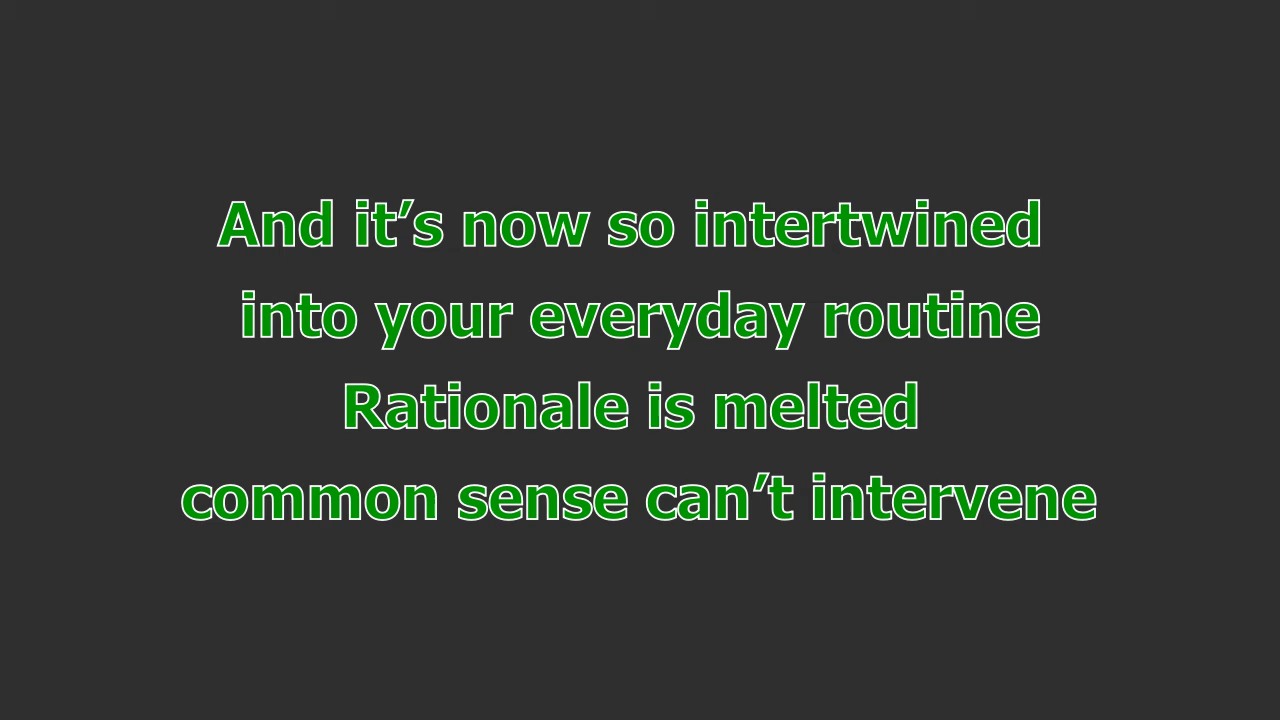 And it’s now so intertwined
into your everyday routine
Rationale is melted
common sense can’t intervene